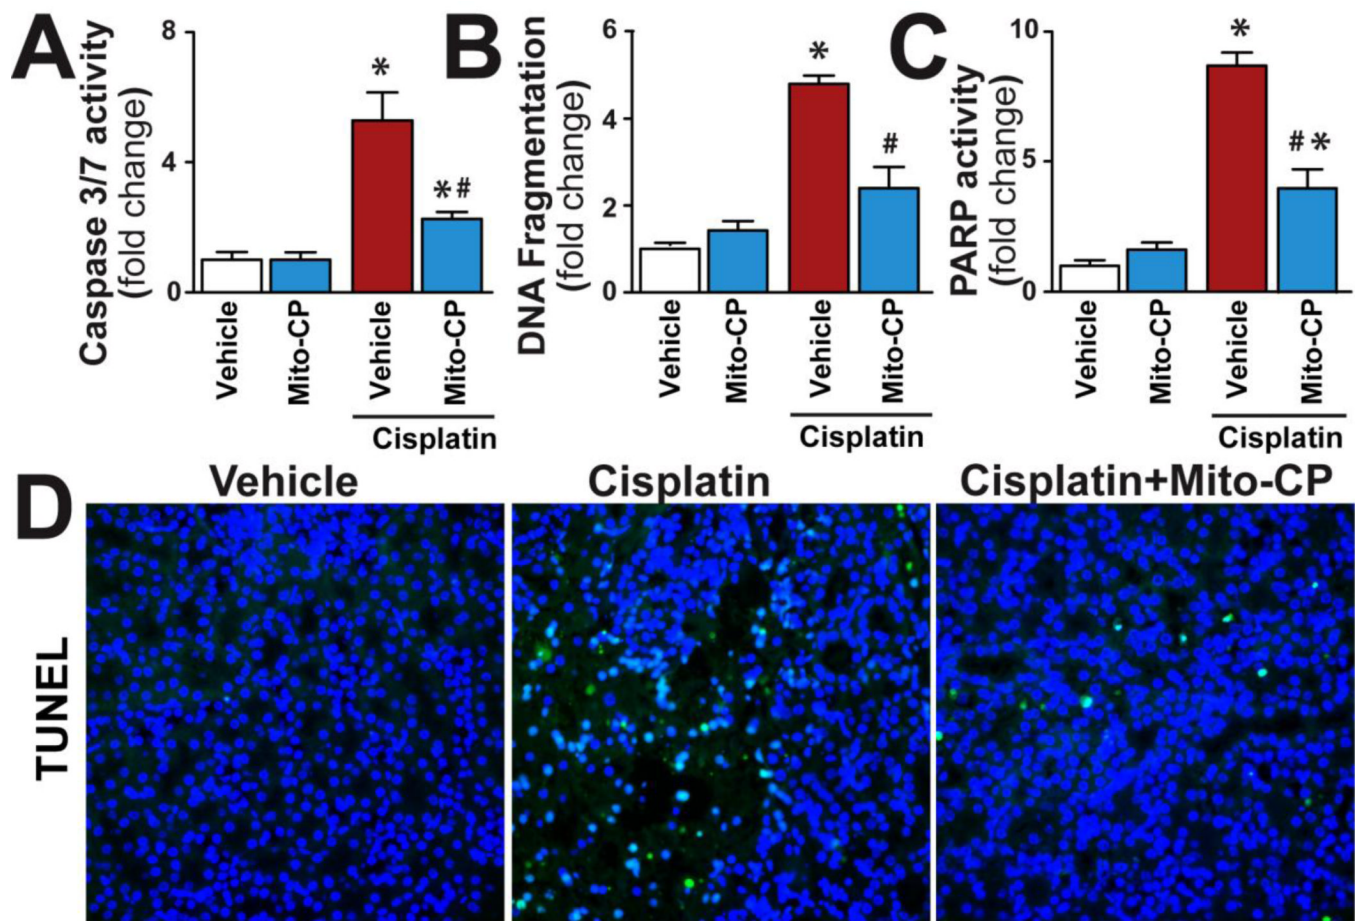 A
Caspase 3/7 activity
(fold change)
8
4
0
*
*#
Vehicle
Mito-CP
Vehicle
Mito-CP
Cisplatin
B
DNA Fragmentation
(fold change)
6
4
2
0
*
#
Vehicle
Mito-CP
Vehicle
Mito-CP
Cisplatin
C
PARP activity
(fold change)
10
5
0
*
#*
Vehicle
Mito-CP
Vehicle
Mito-CP
Cisplatin
D
Vehicle
Cisplatin
Cisplatin+Mito-CP
TUNEL